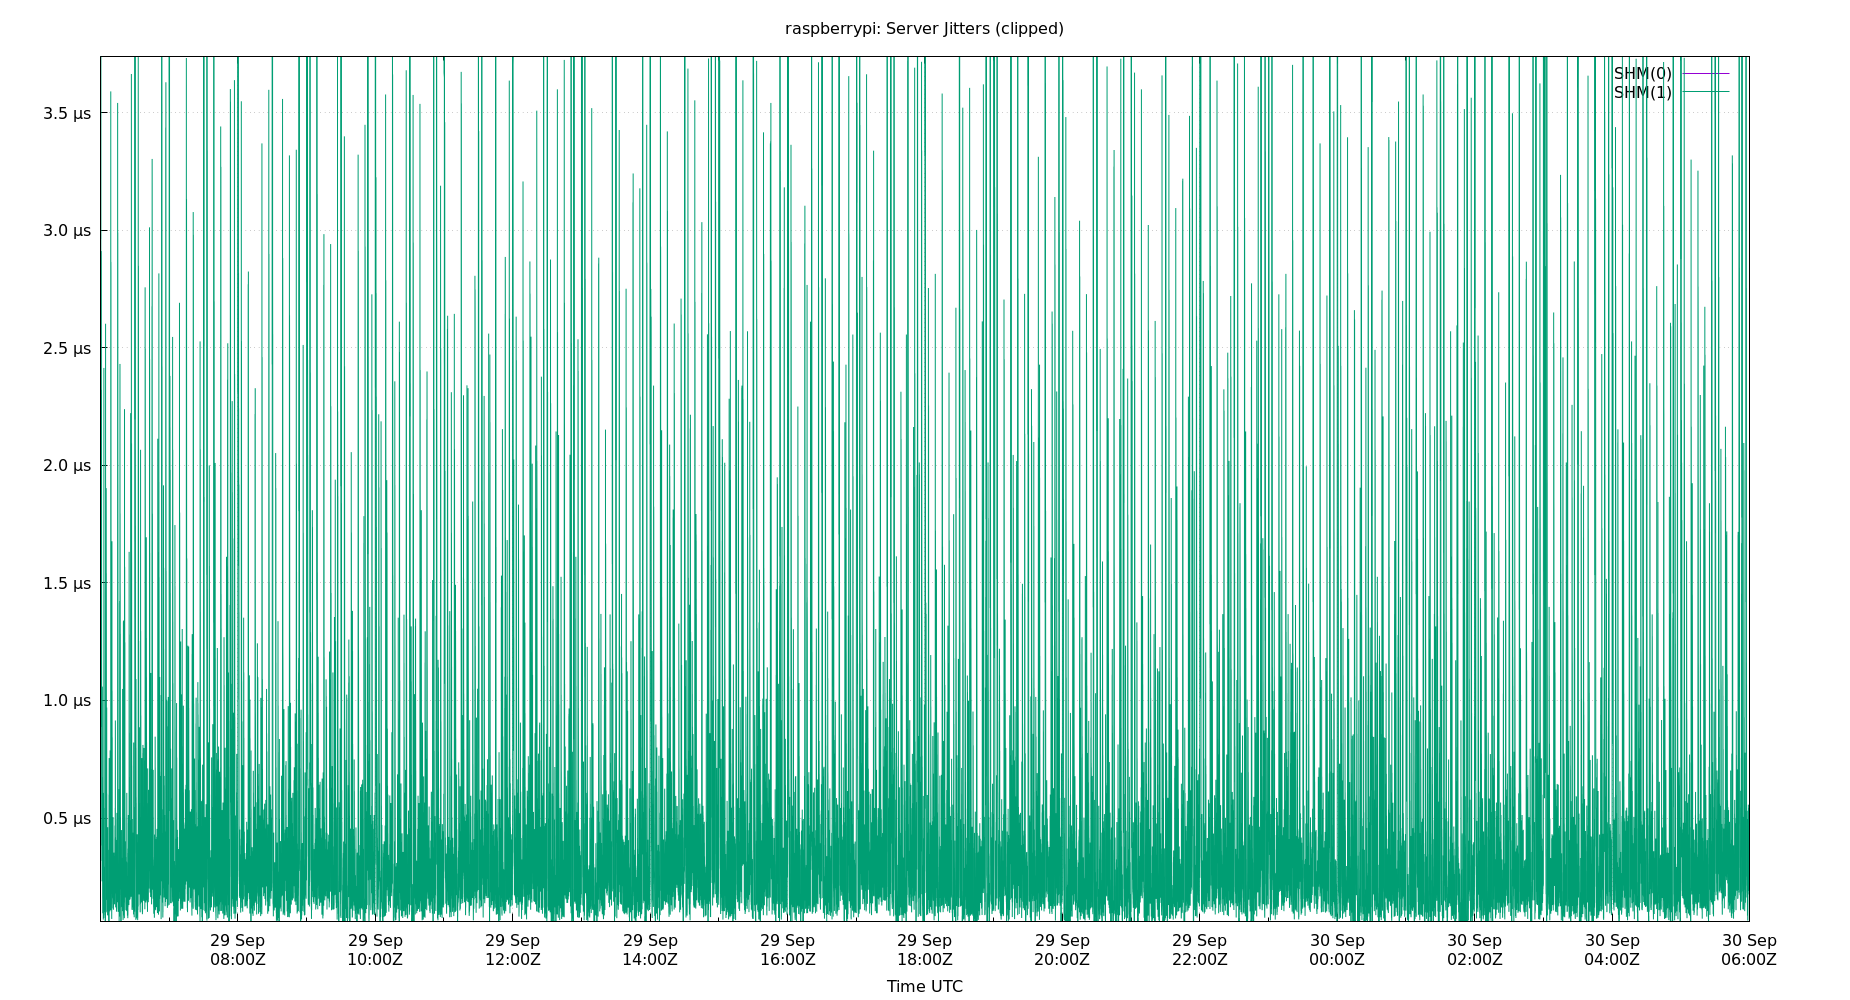 raspberrypi: Server Jitters (clipped)
SHM(0)
SHM(1)
3.5 µs
3.0 µs
2.5 µs
2.0 µs
1.5 µs
1.0 µs
0.5 µs
29 Sep 29 Sep 29 Sep 29 Sep 29 Sep 29 Sep 29 Sep 29 Sep 30 Sep 30 Sep 30 Sep 30 Sep
08:00Z 10:00Z 12:00Z 14:00Z 16:00Z 18:00Z 20:00Z 22:00Z 00:00Z 02:00Z 04:00Z 06:00Z
Time UTC